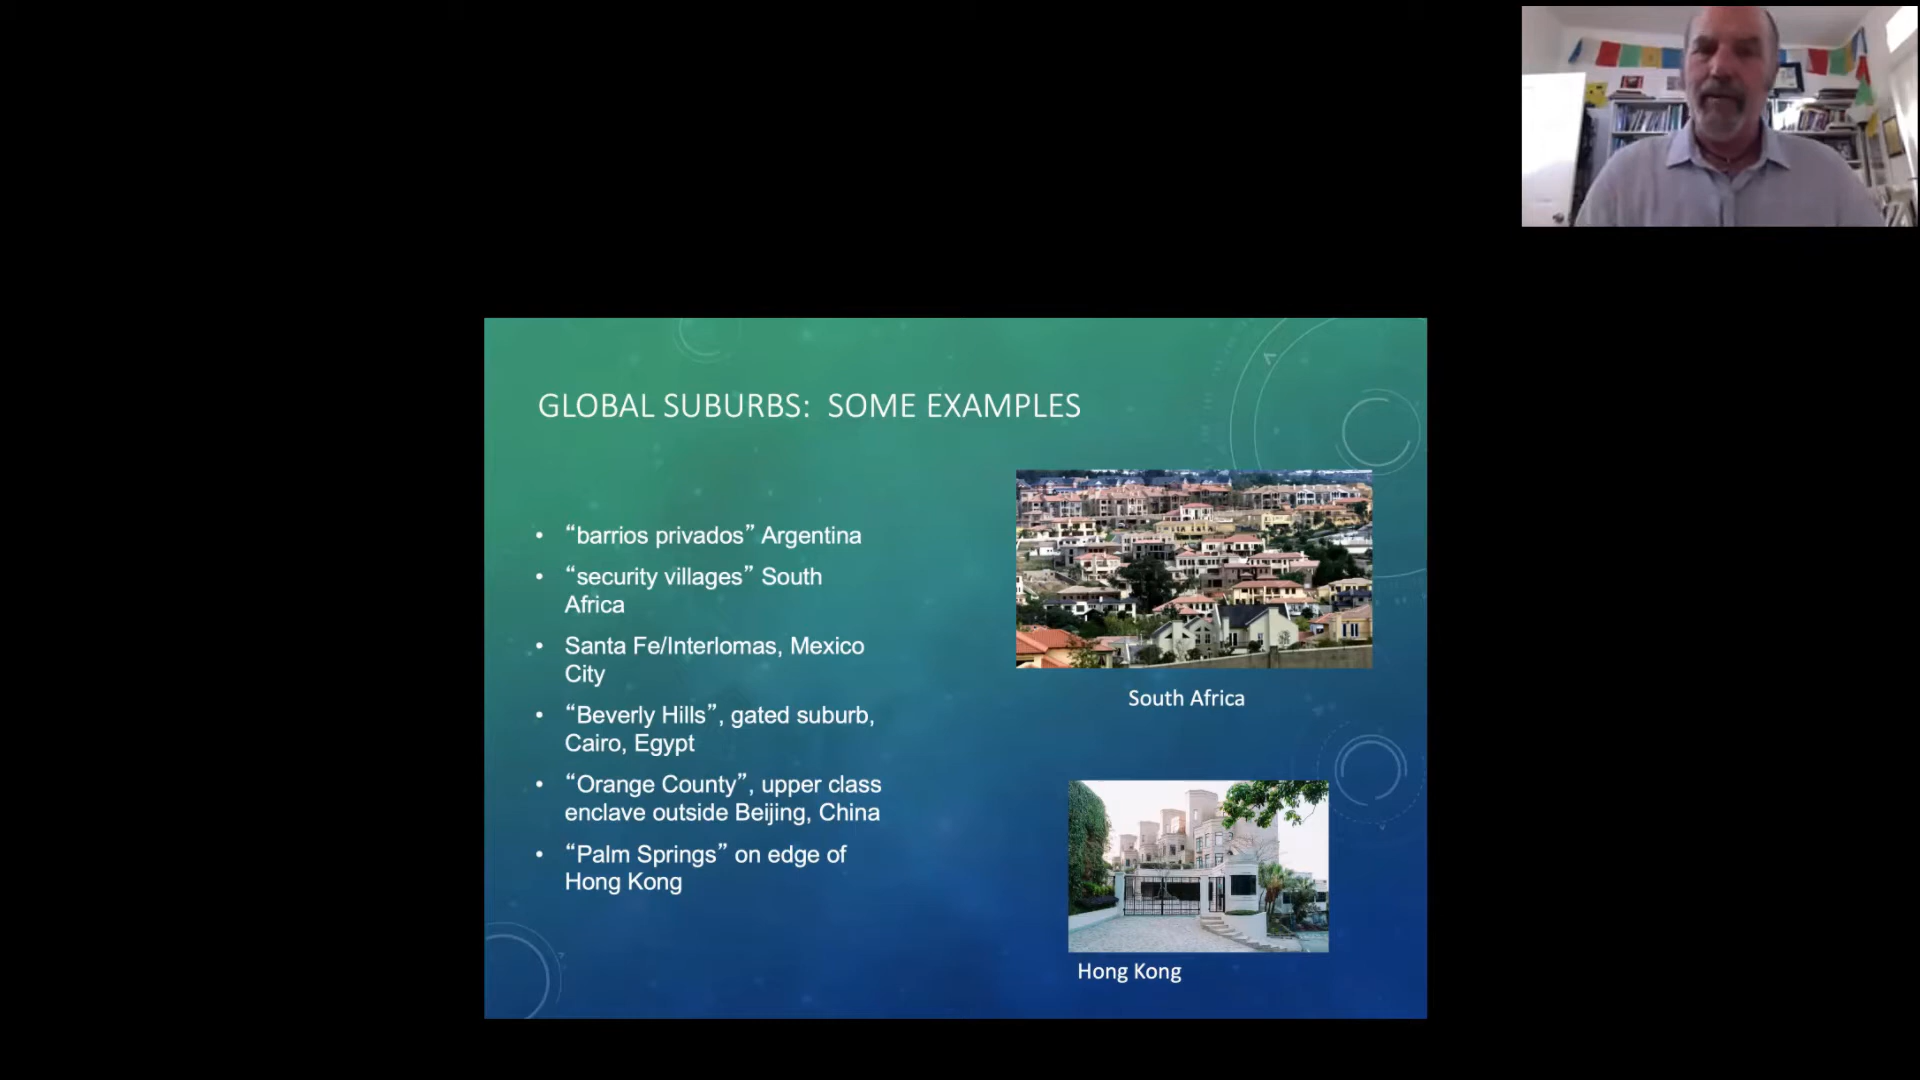 GLOBAL SUBURBS: SOME EXAMPLES
• “barrios privados” Argentina
• “security villages” South
Africa
• Santa Fe/Interlomas, Mexico
City
• “Beverly Hills”, gated suburb,
Cairo, Egypt
• “Orange County”, upper class
enclave outside Beijing, China
• “Palm Springs” on edge of
Hong Kong
South Africa
Hong Kong